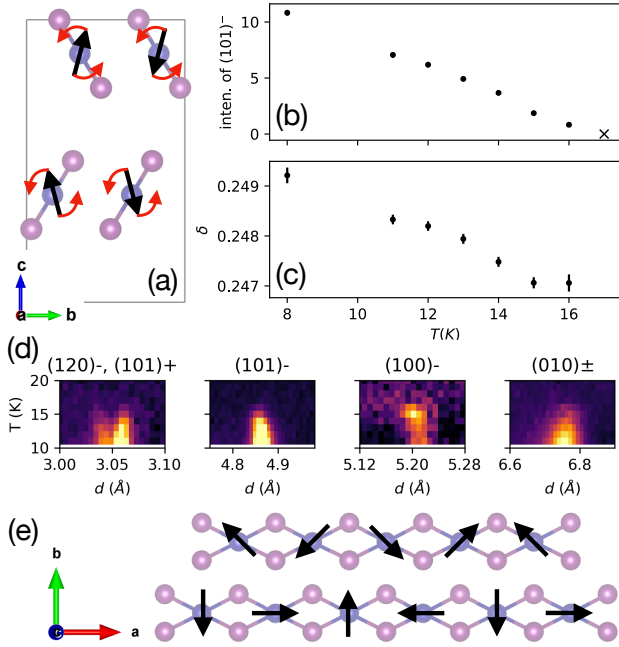 (a)
c
a
b
(b)
inten. of (101)⁻
10
5
0
(c)
δ
0.249
0.248
0.247
8
10
12
14
16
T(K)
(d)
(120)-, (101)+
(101)-
(100)-
(010)±
T (K)
20
15
10
3.00
3.05
3.10
4.8
4.9
5.12
5.20
5.28
6.6
6.8
d (Å)
d (Å)
d (Å)
d (Å)
(e)
b
c
a